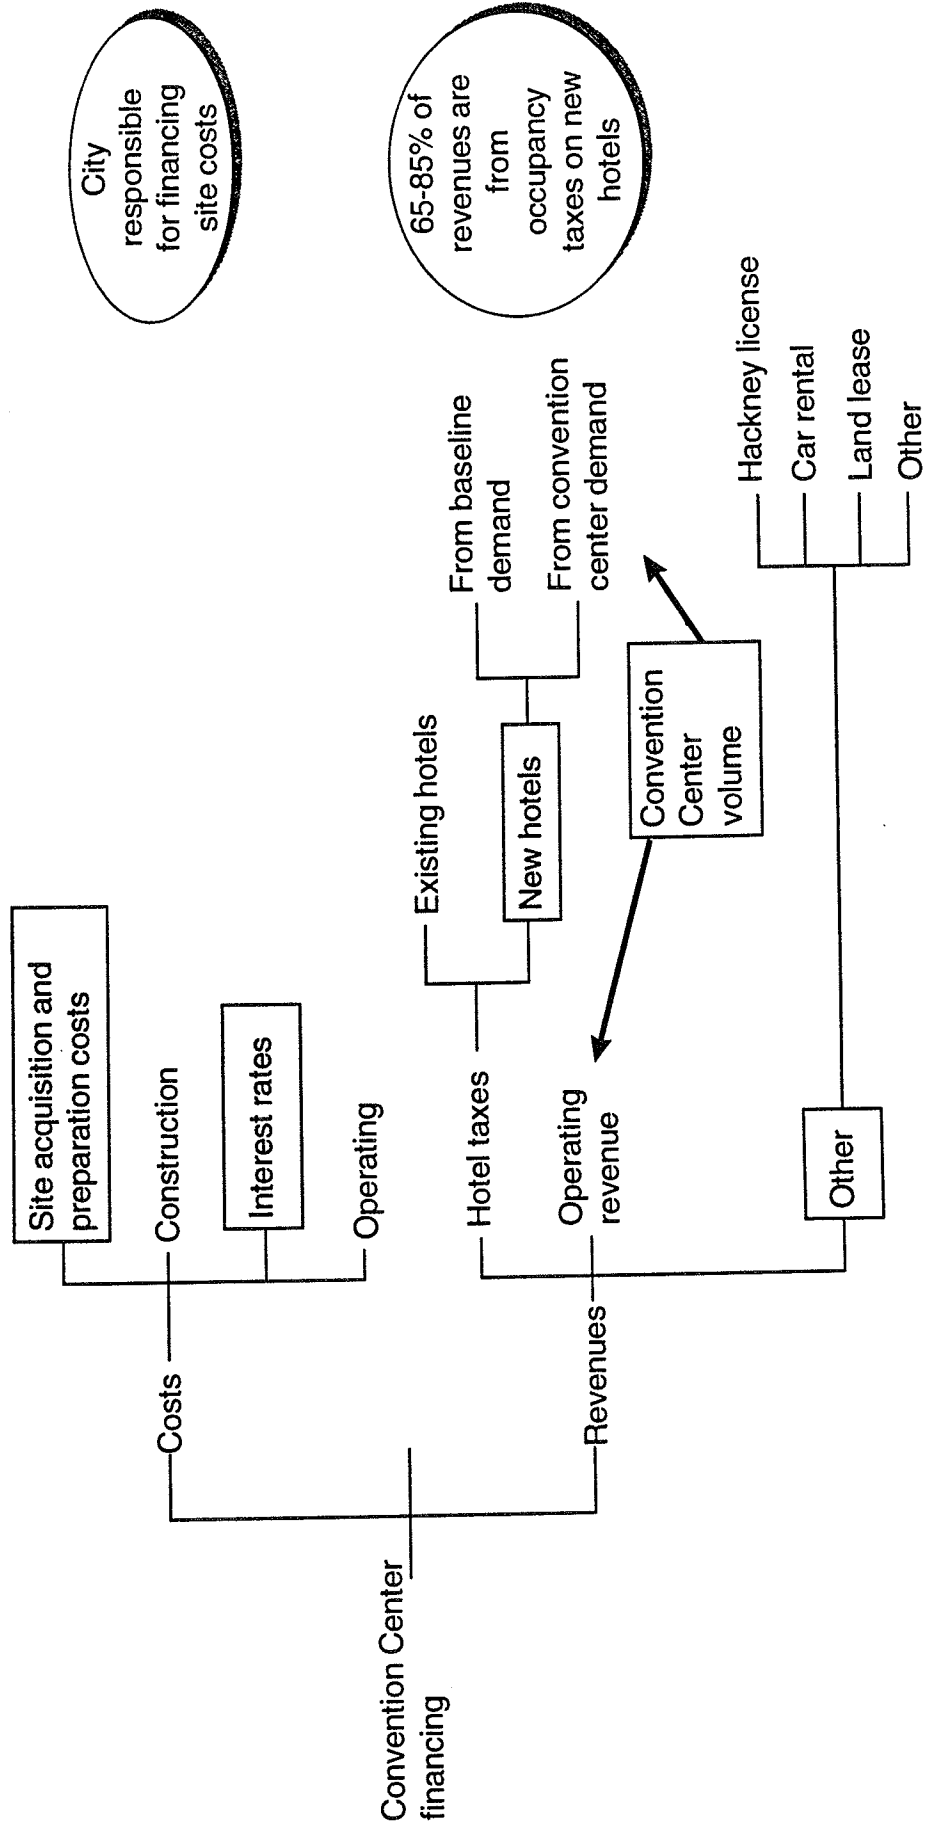 Convention Center
financing
Costs
Site acquisition and
preparation costs
Construction
Interest rates
Operating
City
responsible
for financing
site costs
Revenues
Hotel taxes
Existing hotels
New hotels
From baseline
demand
From convention
center demand
65-85% of
revenues are
from
occupancy
taxes on new
hotels
Operating
revenue
Convention
Center
volume
Other
Hackney license
Car rental
Land lease
Other